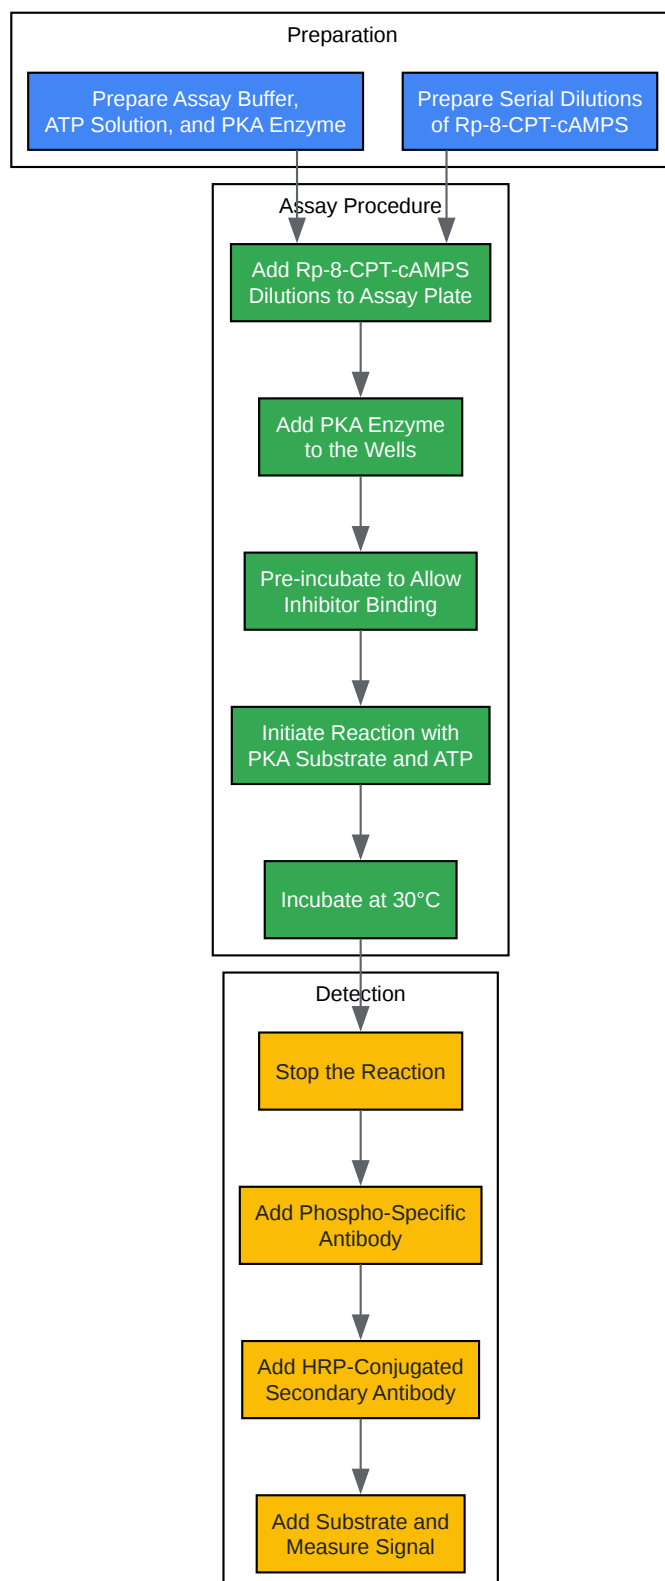 Preparation
Prepare Assay Buffer,
ATP Solution, and PKA Enzyme
Prepare Serial Dilutions
of Rp-8-CPT-cAMPS
Assay Procedure
Add Rp-8-CPT-cAMPS
Dilutions to Assay Plate
Add PKA Enzyme
to the Wells
Pre-incubate to Allow
Inhibitor Binding
Initiate Reaction with
PKA Substrate and ATP
Incubate at 30°C
Detection
Stop the Reaction
Add Phospho-Specific
Antibody
Add HRP-Conjugated
Secondary Antibody
Add Substrate and
Measure Signal